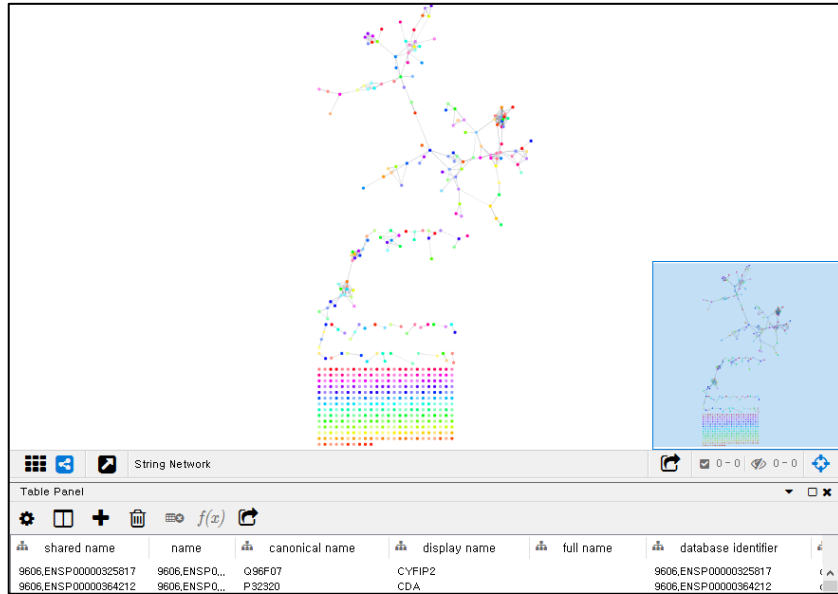 String Network
0 - 0
0 - 0
Table Panel
f(x)
shared name name canonical name display name full name database identifier
9606,ENSP00000325817 9606,ENSP0... Q96F07 CYFIP2 9606,ENSP00000325817
9606,ENSP00000364212 9606,ENSP0... P32320 CDA 9606,ENSP00000364212